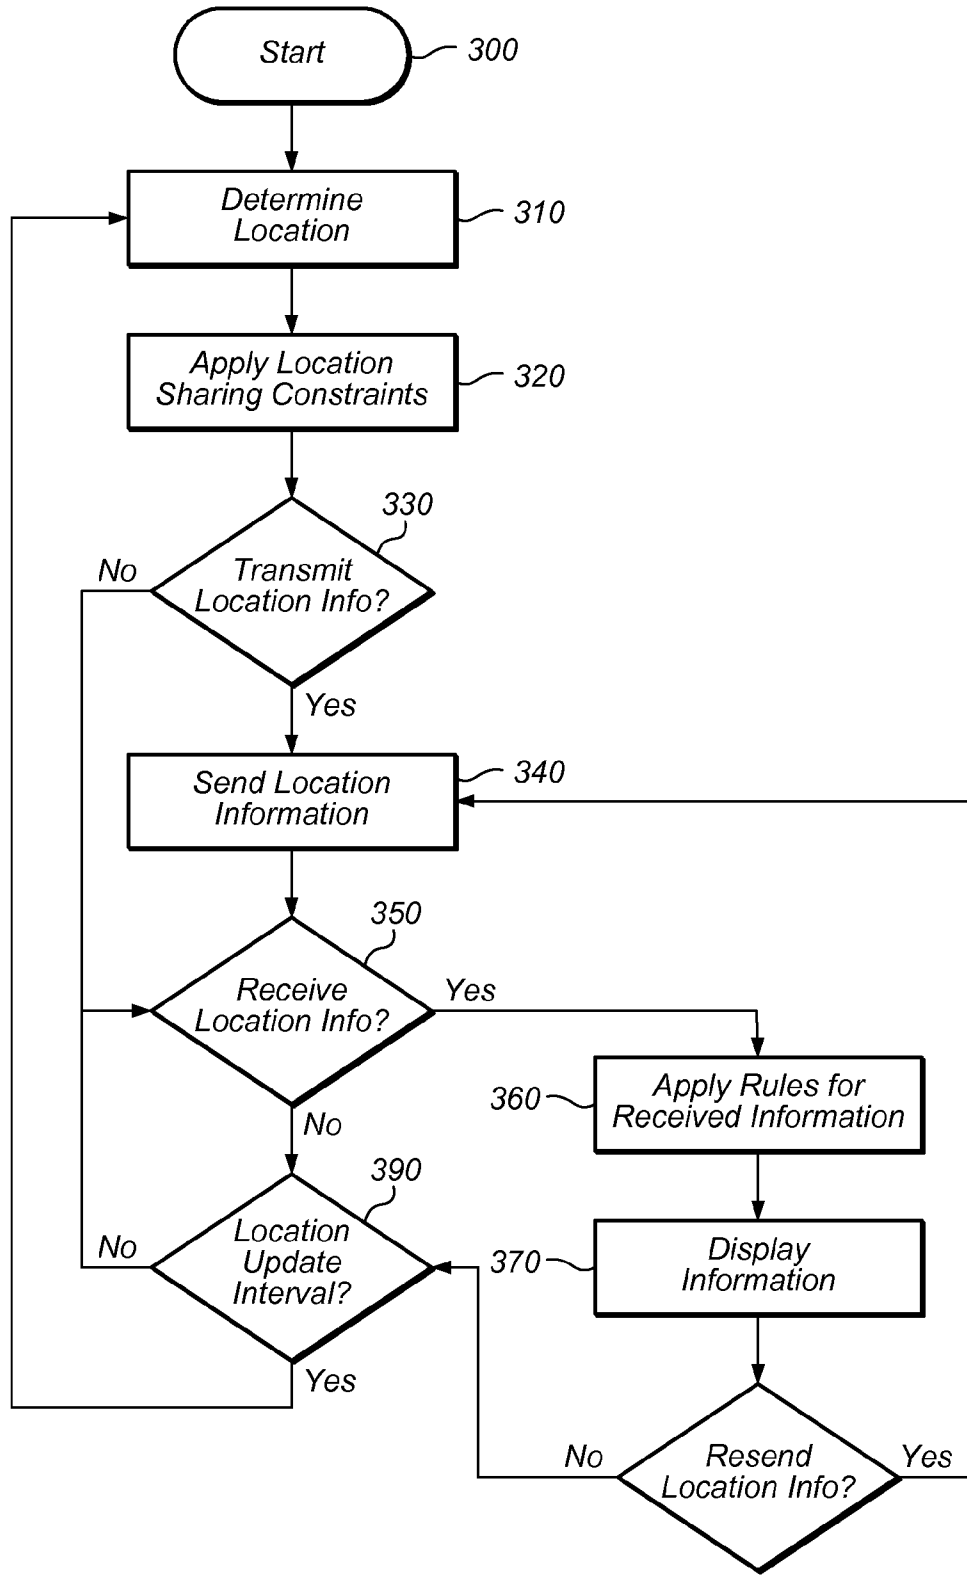 Start
300
Determine
Location
310
Apply Location
Sharing Constraints
320
330
Transmit
Location Info?
No
Yes
Send Location
Information
340
350
Receive
Location Info?
Yes
No
360
Apply Rules for
Received Information
390
Location
Update
Interval?
No
Yes
370
Display
Information
Resend
Location Info?
No
Yes